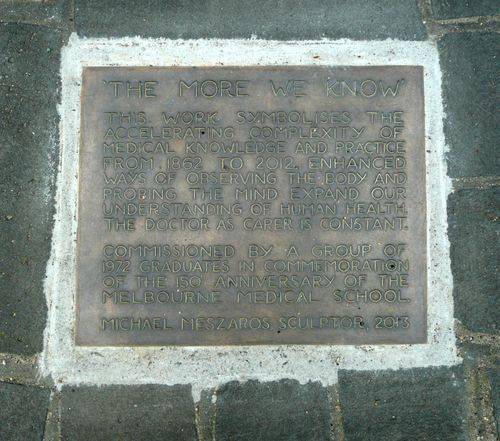 'THE MORE WE KNOW'
THIS WORK SYMBOLISES THE
ACCELERATING COMPLEXITY OF
MEDICAL KNOWLEDGE AND PRACTICE
FROM 1862 TO 2012. ENHANCED
WAYS OF OBSERVING THE BODY AND
PROBING THE MIND EXPAND OUR
UNDERSTANDING OF HUMAN HEALTH.
THE DOCTOR AS CARER IS CONSTANT.
COMMISSIONED BY A GROUP OF
1972 GRADUATES IN COMMEMORATION
OF THE 150 ANNIVERSARY OF THE
MELBOURNE MEDICAL SCHOOL.
MICHAEL MESZAROS, SCULPTOR, 2013